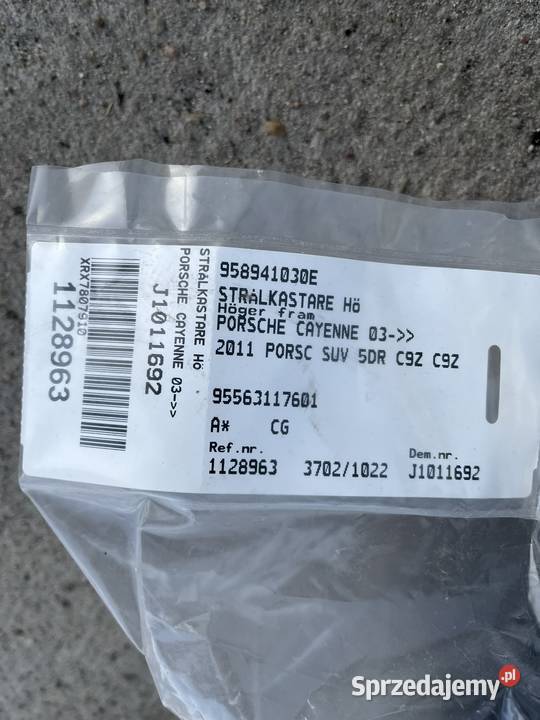 958941030E
STRÅLKASTARE Hö
Höger fram
PORSCHE CAYENNE 03->>
2011 PORSC SUV 5DR C9Z C9Z
95563117601
A* CG
Ref.nr. Dem.nr.
1128963 3702/1022 J1011692
STRÅLKASTARE Hö
PORSCHE CAYENNE 03->>
J1011692
XRX7807910
1128963
Sprzedajemy.pl